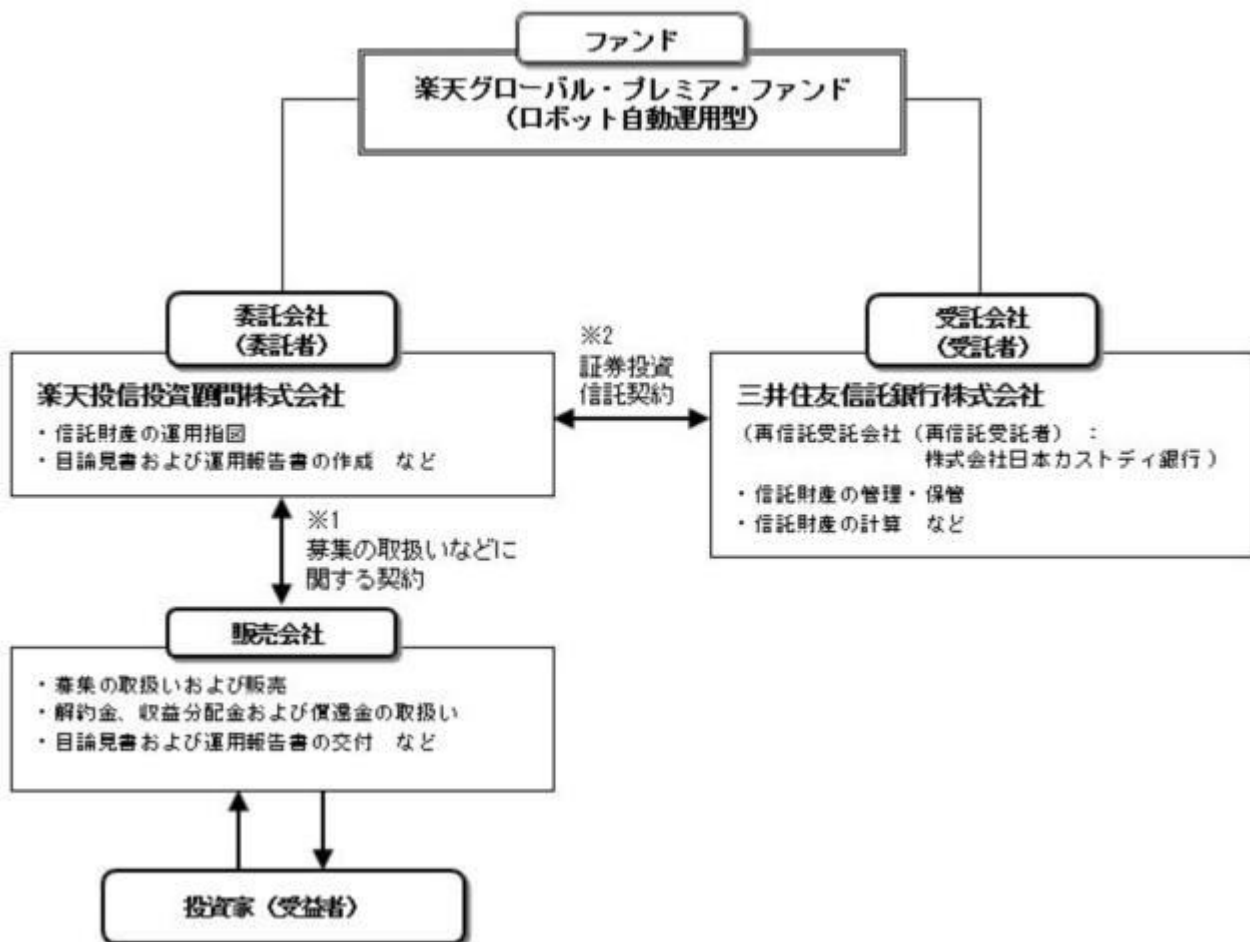 ファンド
楽天グローバル・プレミア・ファンド
(ロボット自動運用型)
委託会社
(委託者)
楽天投信投資顧問株式会社
・信託財産の運用指図
・目論見書および運用報告書の作成 など
※2
証券投資
信託契約
受託会社
(受託者)
三井住友信託銀行株式会社
(再信託受託会社(再信託受託者) :
株式会社日本カストディ銀行)
・信託財産の管理・保管
・信託財産の計算 など
※1
募集の取扱いなどに
関する契約
販売会社
・募集の取扱いおよび販売
・解約金、収益分配金および償還金の取扱い
・目論見書および運用報告書の交付 など
投資家(受益者)